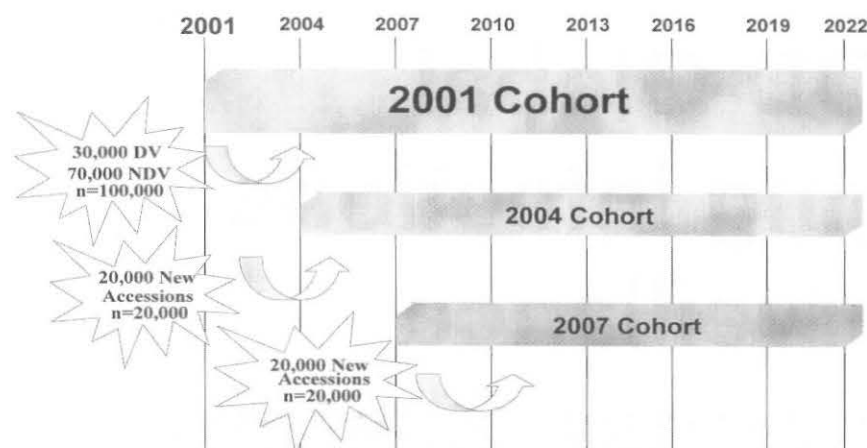 2001 2004 2007 2010 2013 2016 2019 2022
2001 Cohort
30,000 DV
70,000 NDV
n=100,000
2004 Cohort
20,000 New
Accessions
n=20,000
2007 Cohort
20,000 New
Accessions
n=20,000